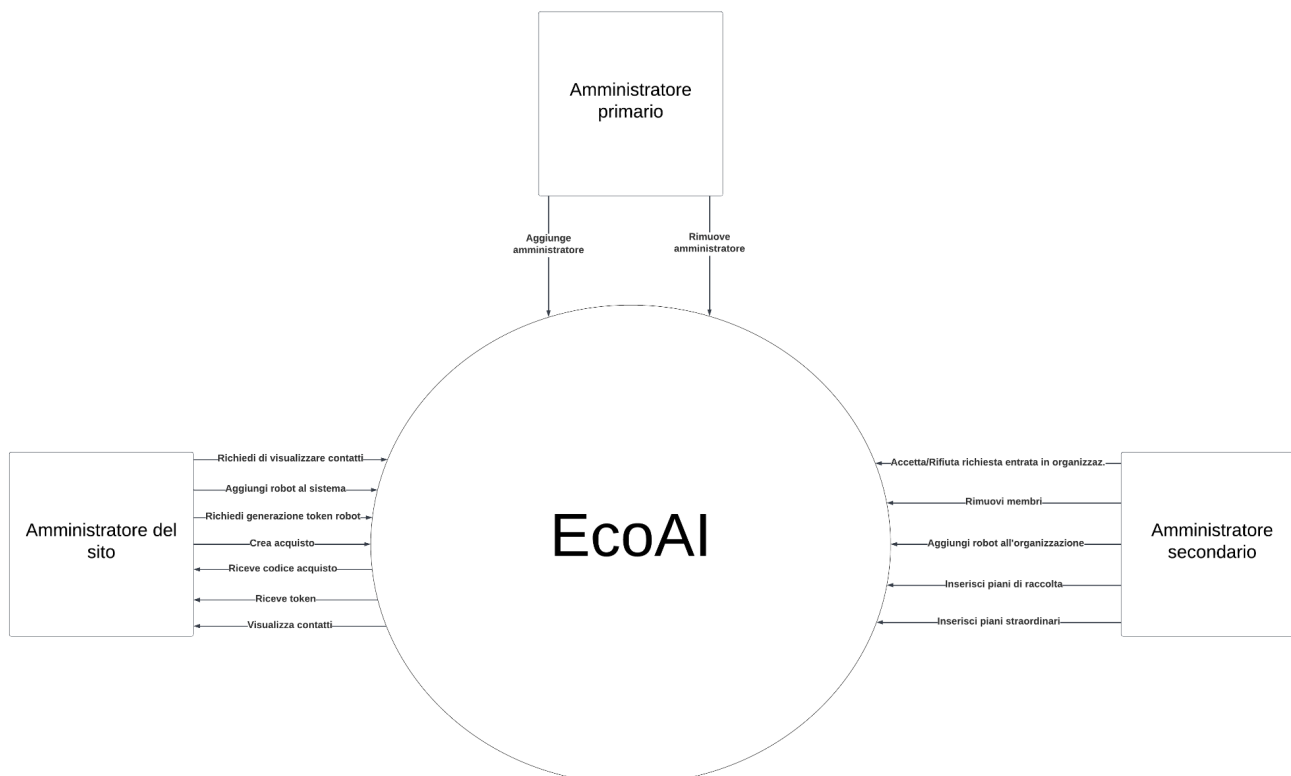 Amministratore
primario
Aggiunge
amministratore
Rimuove
amministratore
Richiedi di visualizzare contatti
Aggiungi robot al sistema
Richiedi generazione token robot
Crea acquisto
Riceve codice acquisto
Riceve token
Visualizza contatti
Amministratore del
sito
EcoAI
Accetta/Rifiuta richiesta entrata in organizzaz.
Rimuovi membri
Aggiungi robot all'organizzazione
Inserisci piani di raccolta
Inserisci piani straordinari
Amministratore
secondario